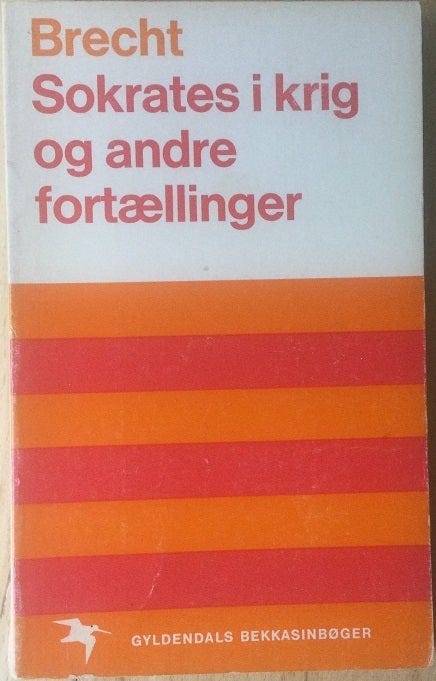 Brecht
Sokrates i krig
og andre
fortællinger
GYLDENDALS BEKKASINBØGER